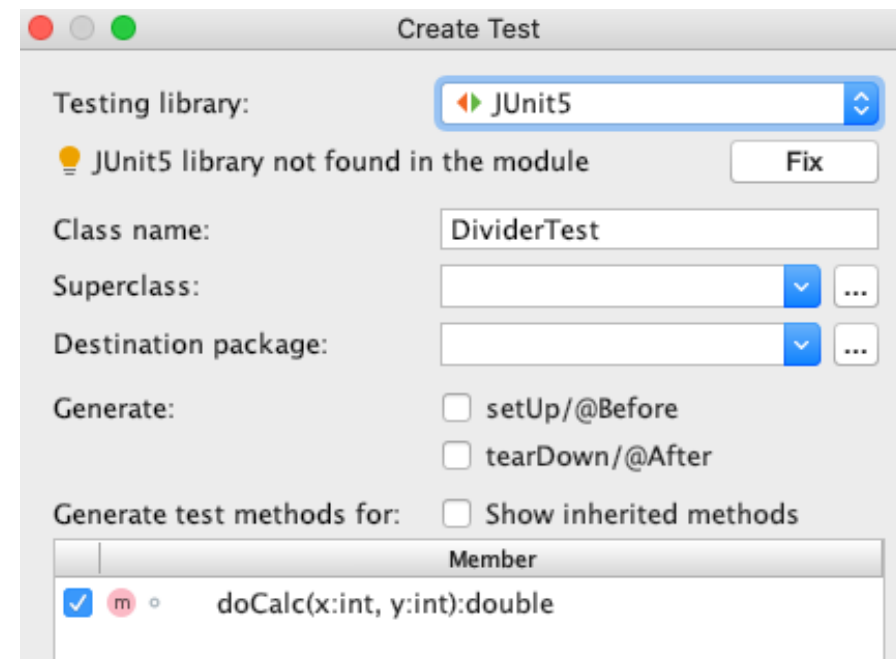 Create Test
Testing library: JUnit5
JUnit5 library not found in the module Fix
Class name: DividerTest
Superclass: ...
Destination package: ...
Generate: setUp/@Before
tearDown/@After
Generate test methods for: Show inherited methods
Member
m doCalc(x:int, y:int):double